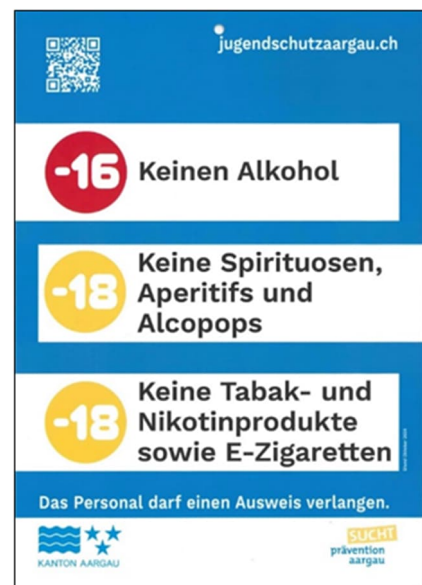 jugendschutzaargau.ch
-16
Keinen Alkohol
-18
Keine Spirituosen,
Aperitifs und
Alcopops
-18
Keine Tabak- und
Nikotinprodukte
sowie E-Zigaretten
Das Personal darf einen Ausweis verlangen.
KANTON AARGAU
SUCHT
prävention
aargau